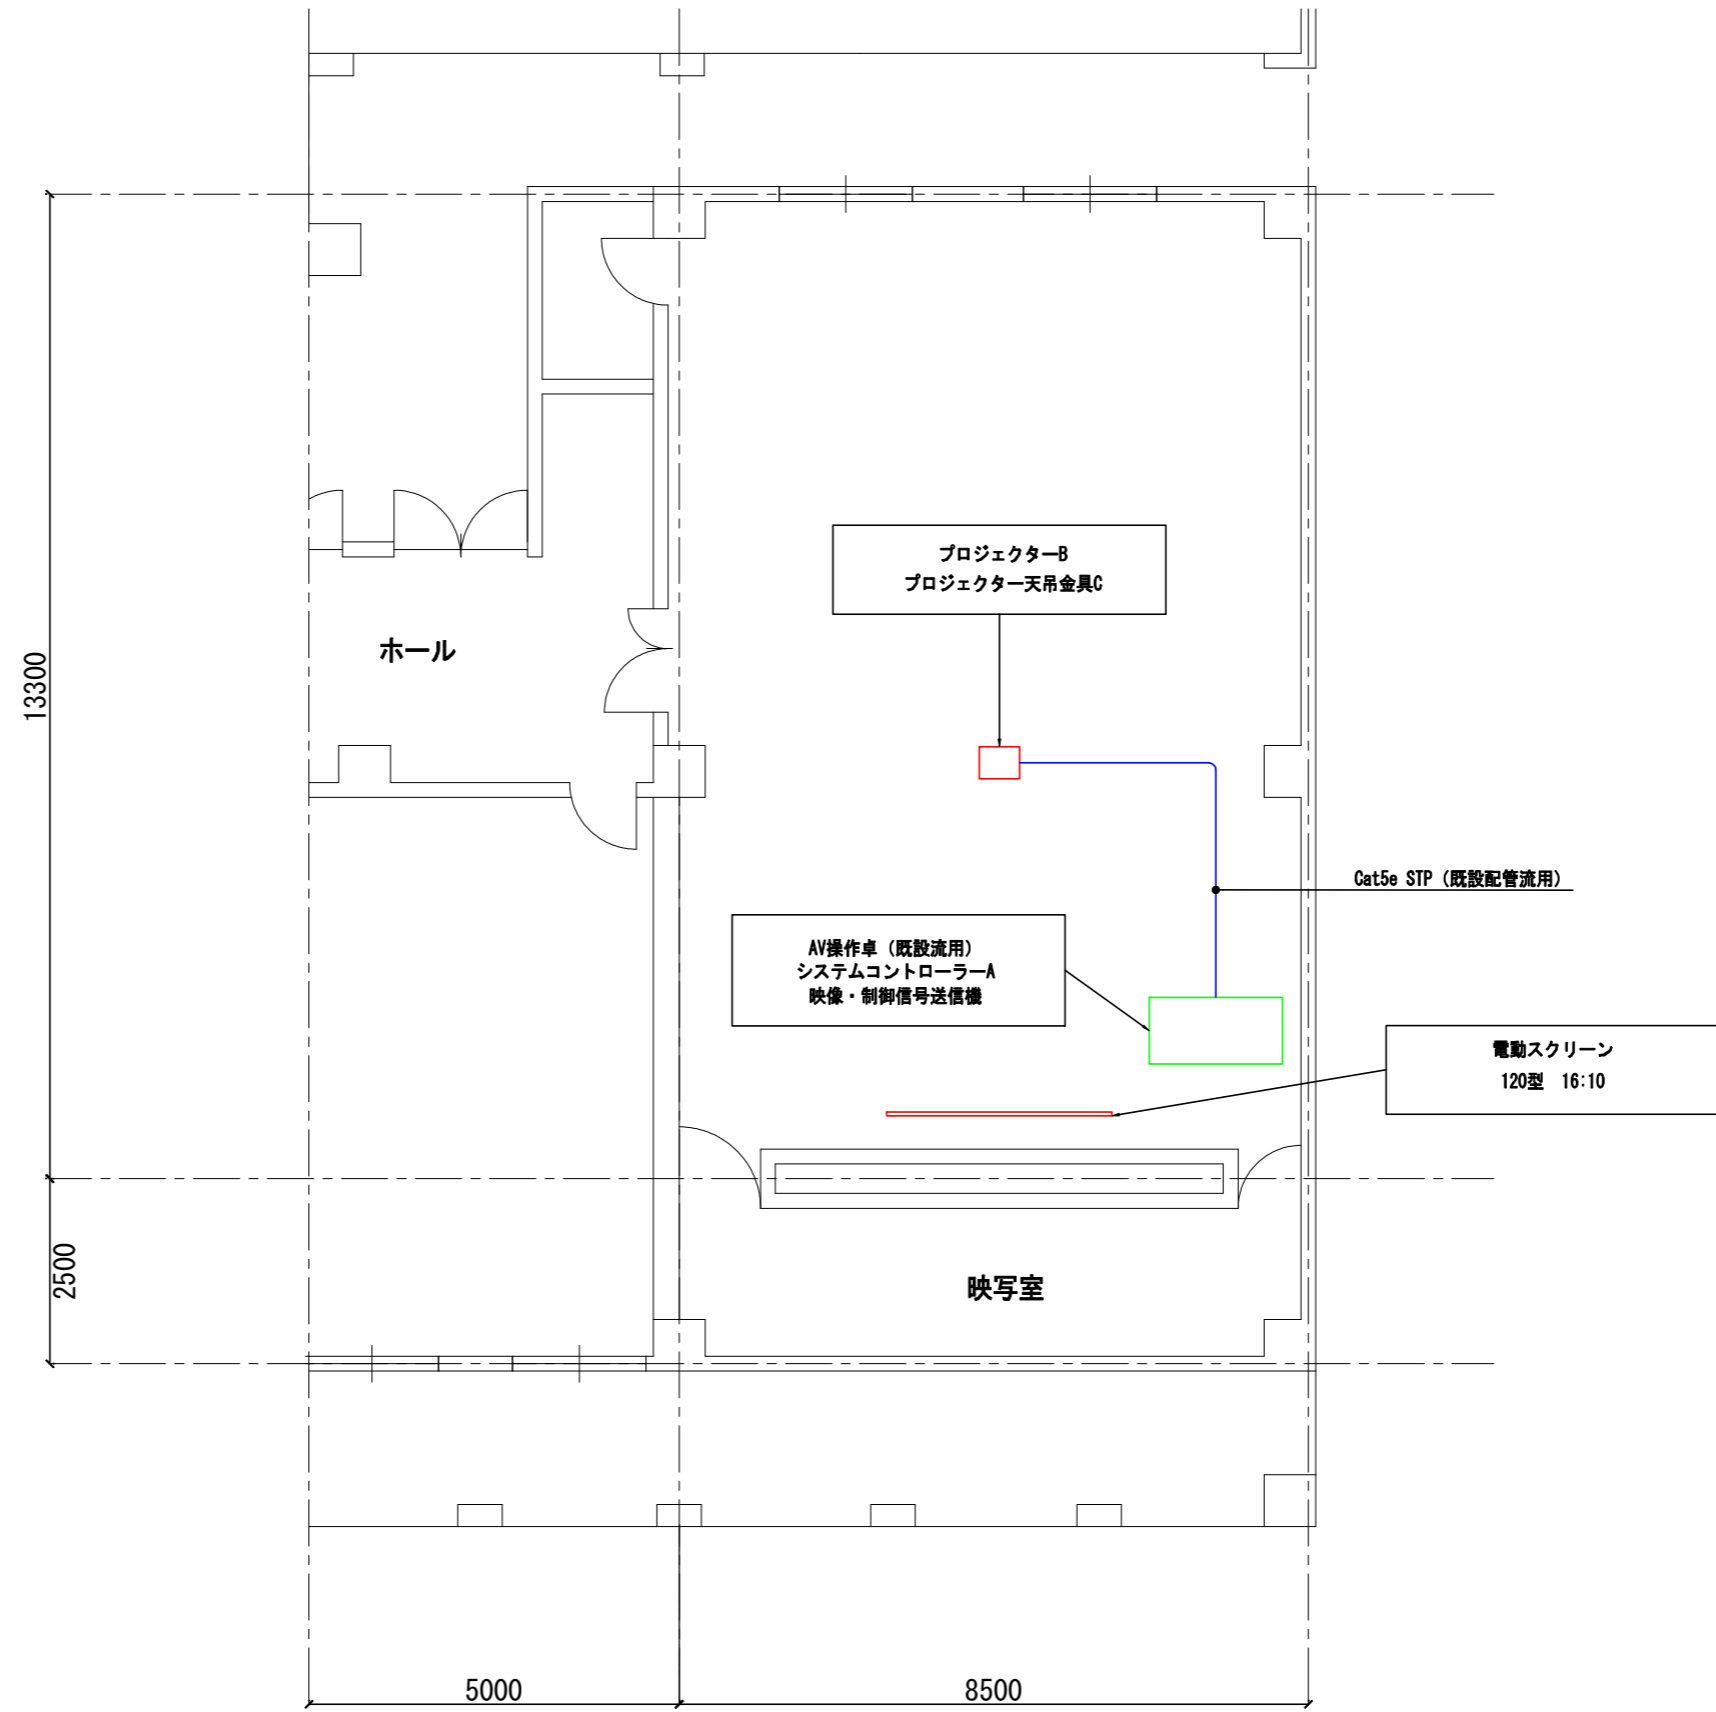 プロジェクターB
プロジェクター天吊金具C
ホール
13300
Cat5e STP（既設配管流用）
AV操作卓（既設流用）
システムコントローラーA
映像・制御信号送信機
電動スクリーン
120型　16:10
2500
映写室
5000
8500